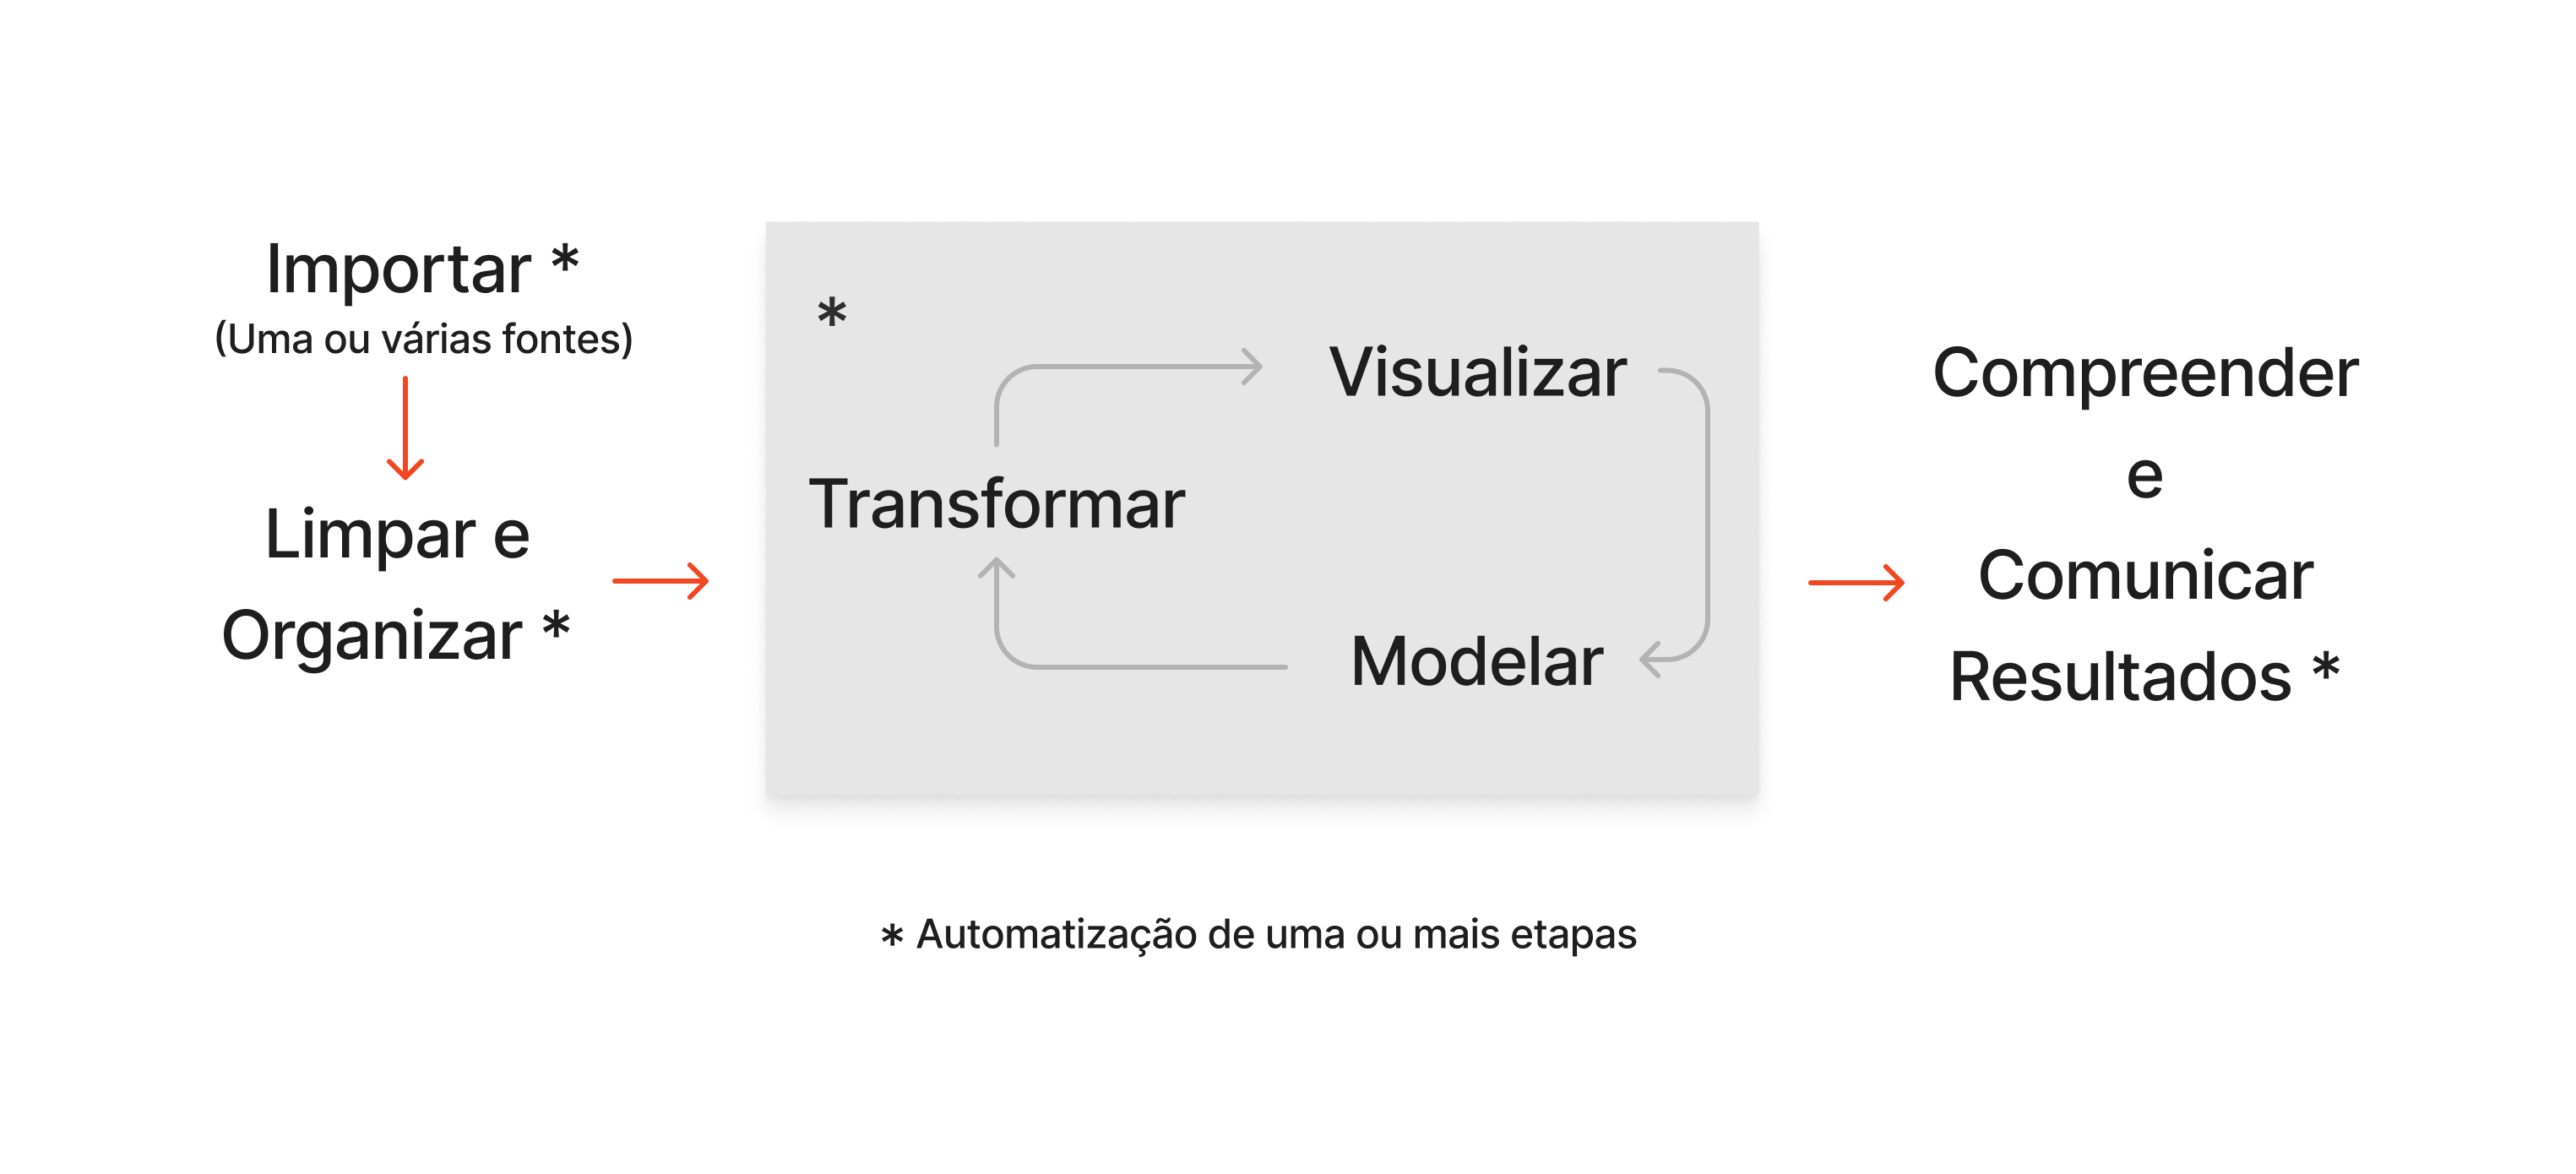 Importar *
(Uma ou várias fontes)
Limpar e
Organizar *
*
Visualizar
Transformar
Modelar
Compreender
e
Comunicar
Resultados *
* Automatização de uma ou mais etapas